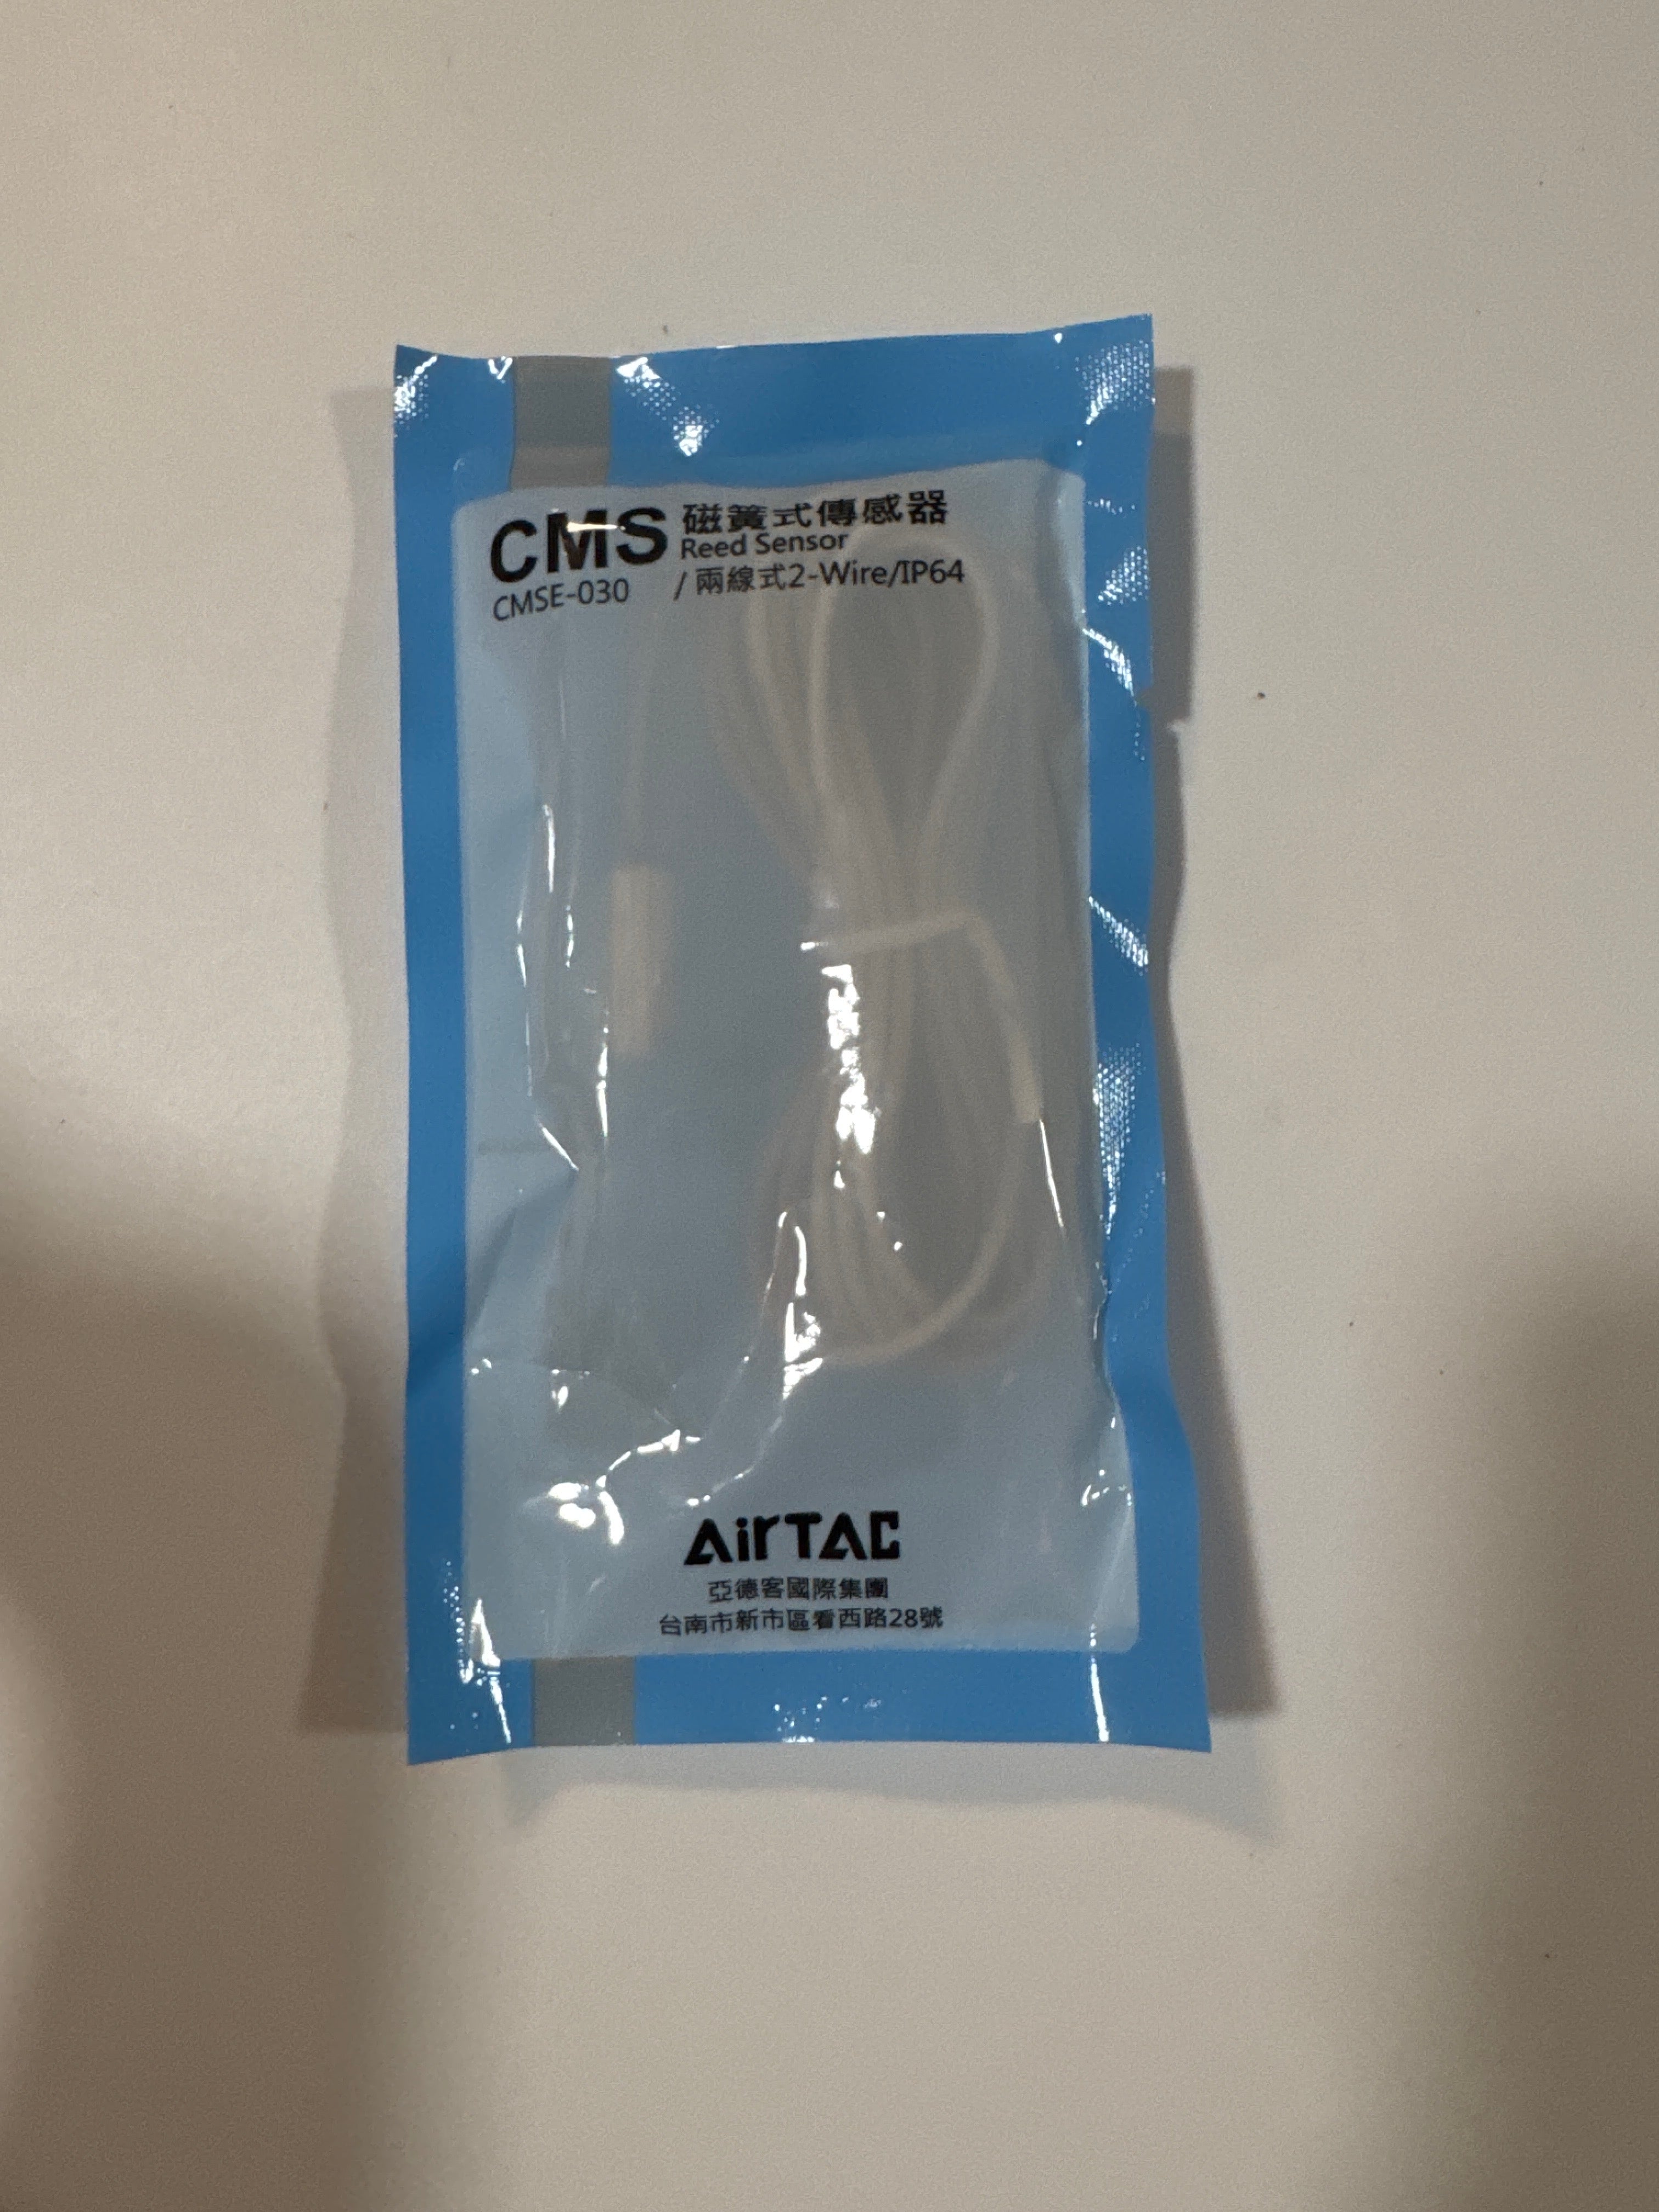 CMS 磁簧式傳感器
Reed Sensor
CMSE-030 / 兩線式2-Wire/IP64
AirTAC
亞德客國際集團
台南市新市區看西路28號